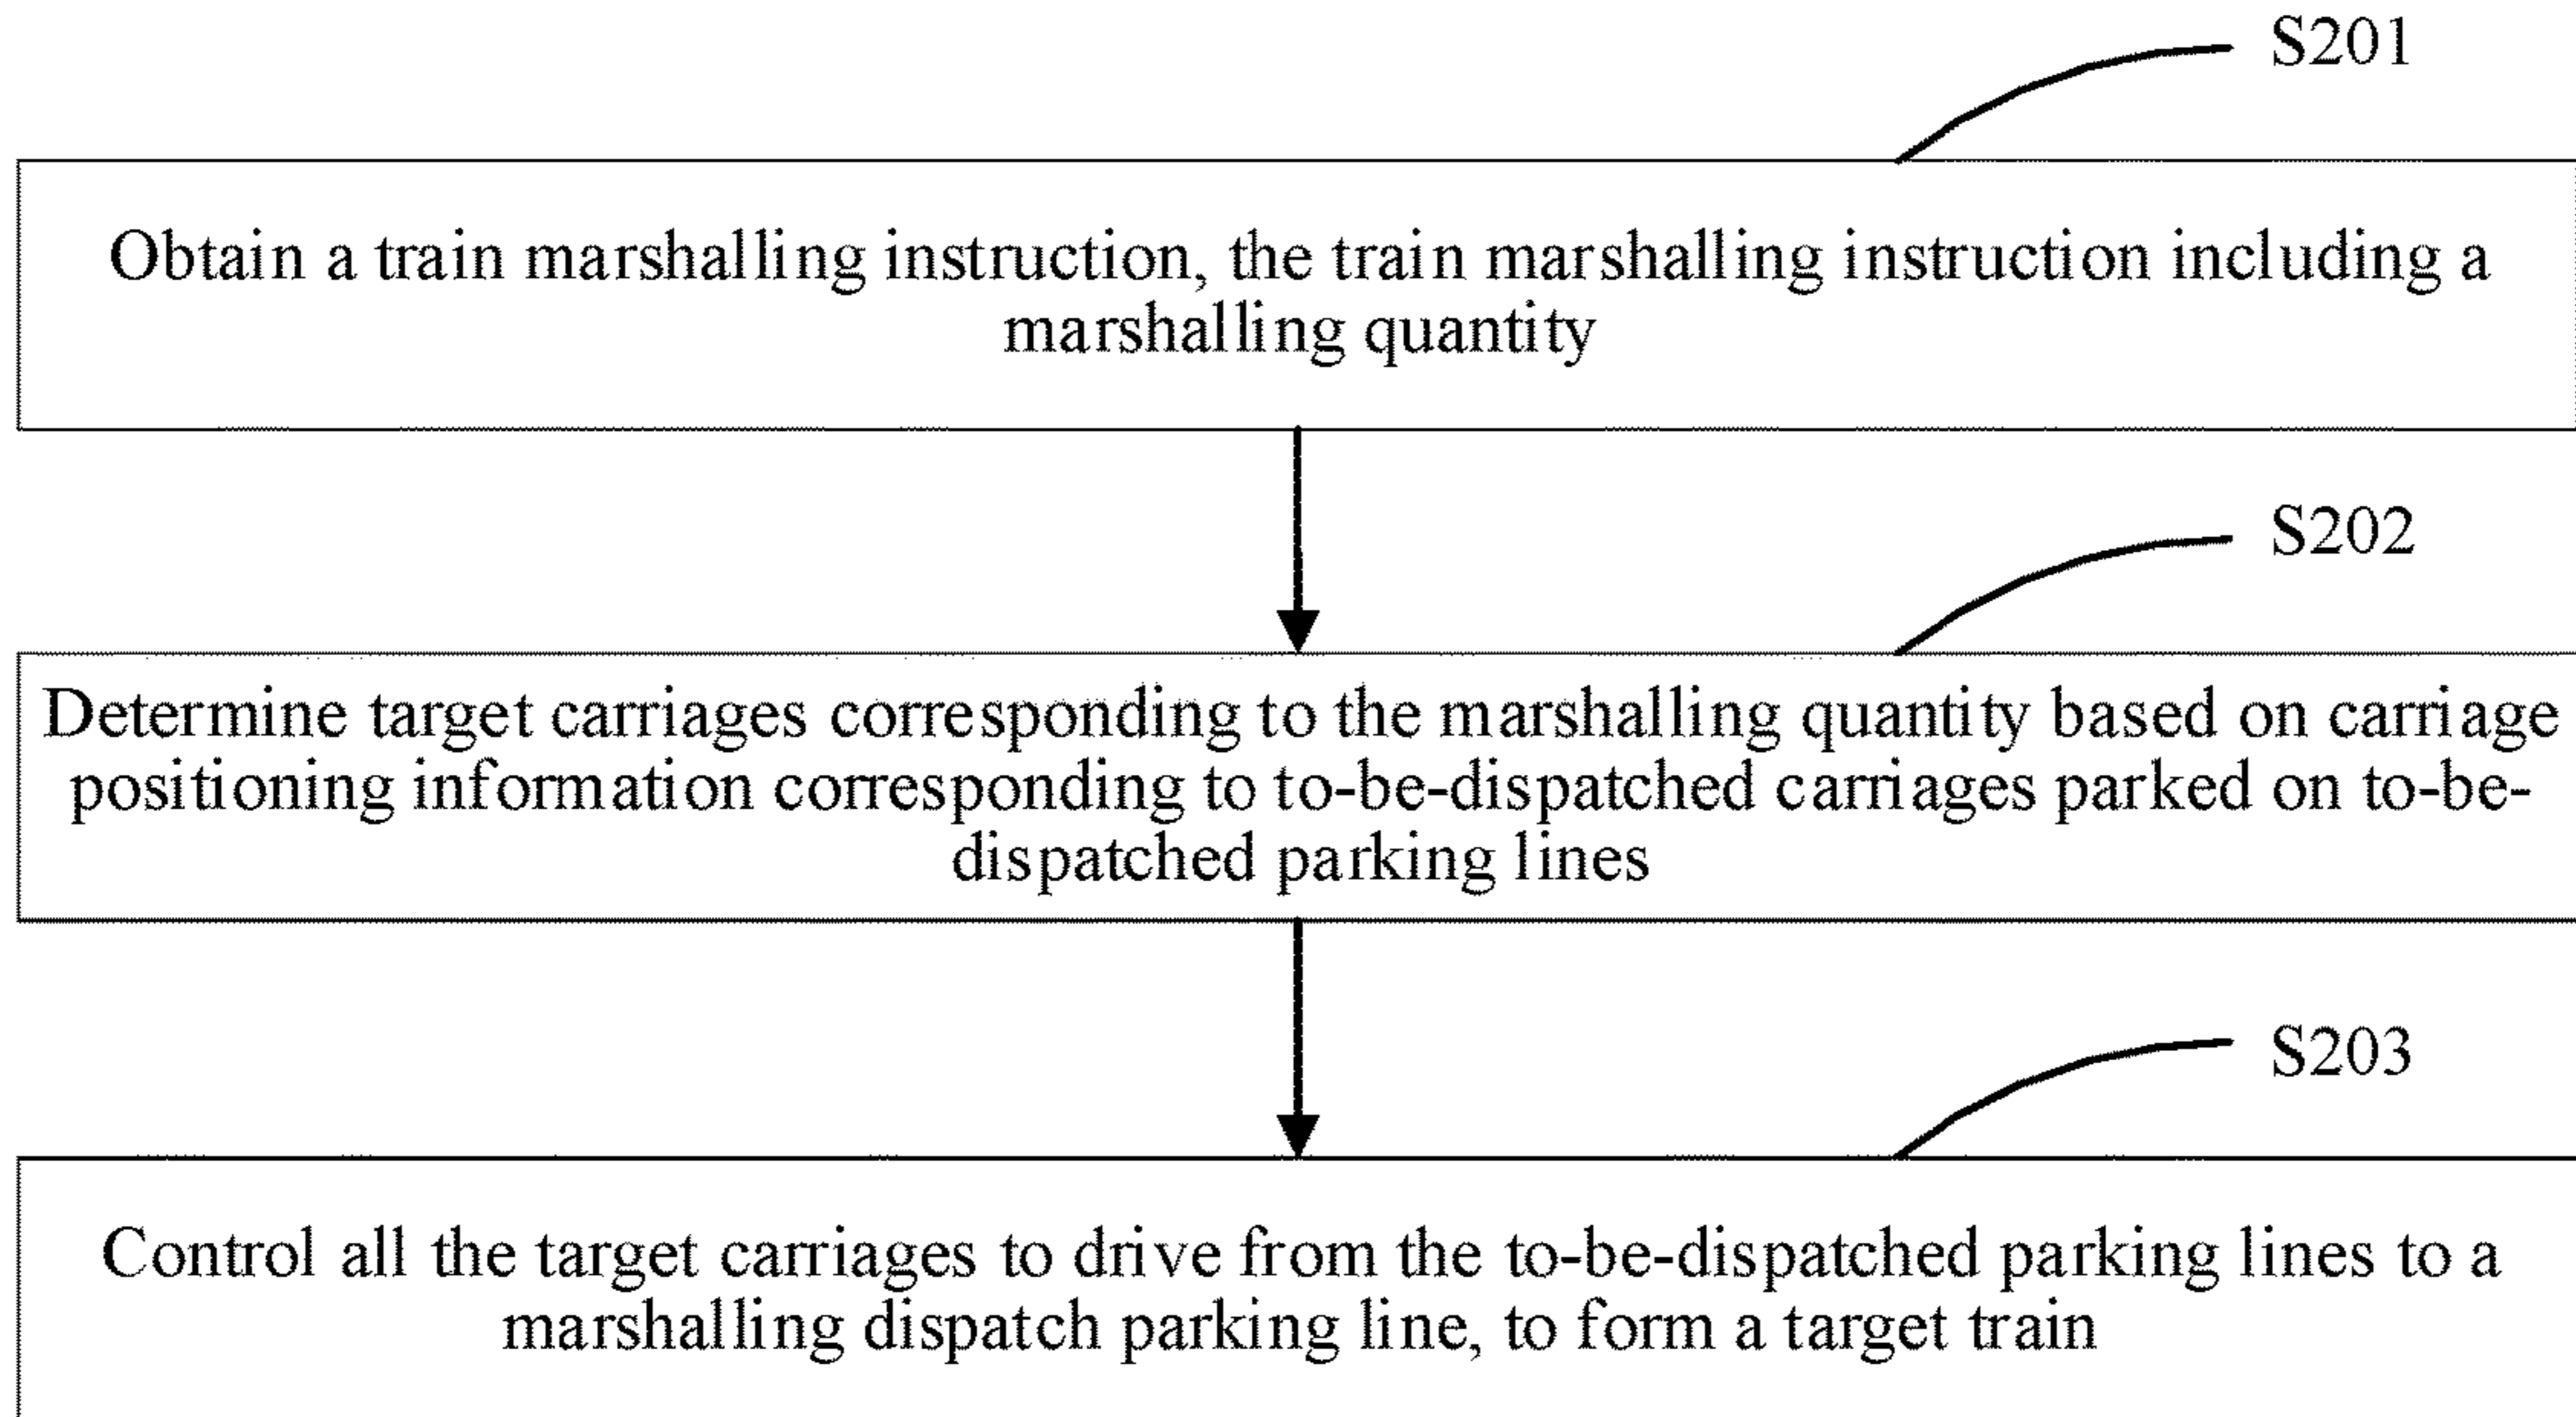 S201
Obtain a train marshalling instruction, the train marshalling instruction including a
marshalling quantity
S202
Determine target carriages corresponding to the marshalling quantity based on carriage
positioning information corresponding to to-be-dispatched carriages parked on to-be-
dispatched parking lines
S203
Control all the target carriages to drive from the to-be-dispatched parking lines to a
marshalling dispatch parking line, to form a target train